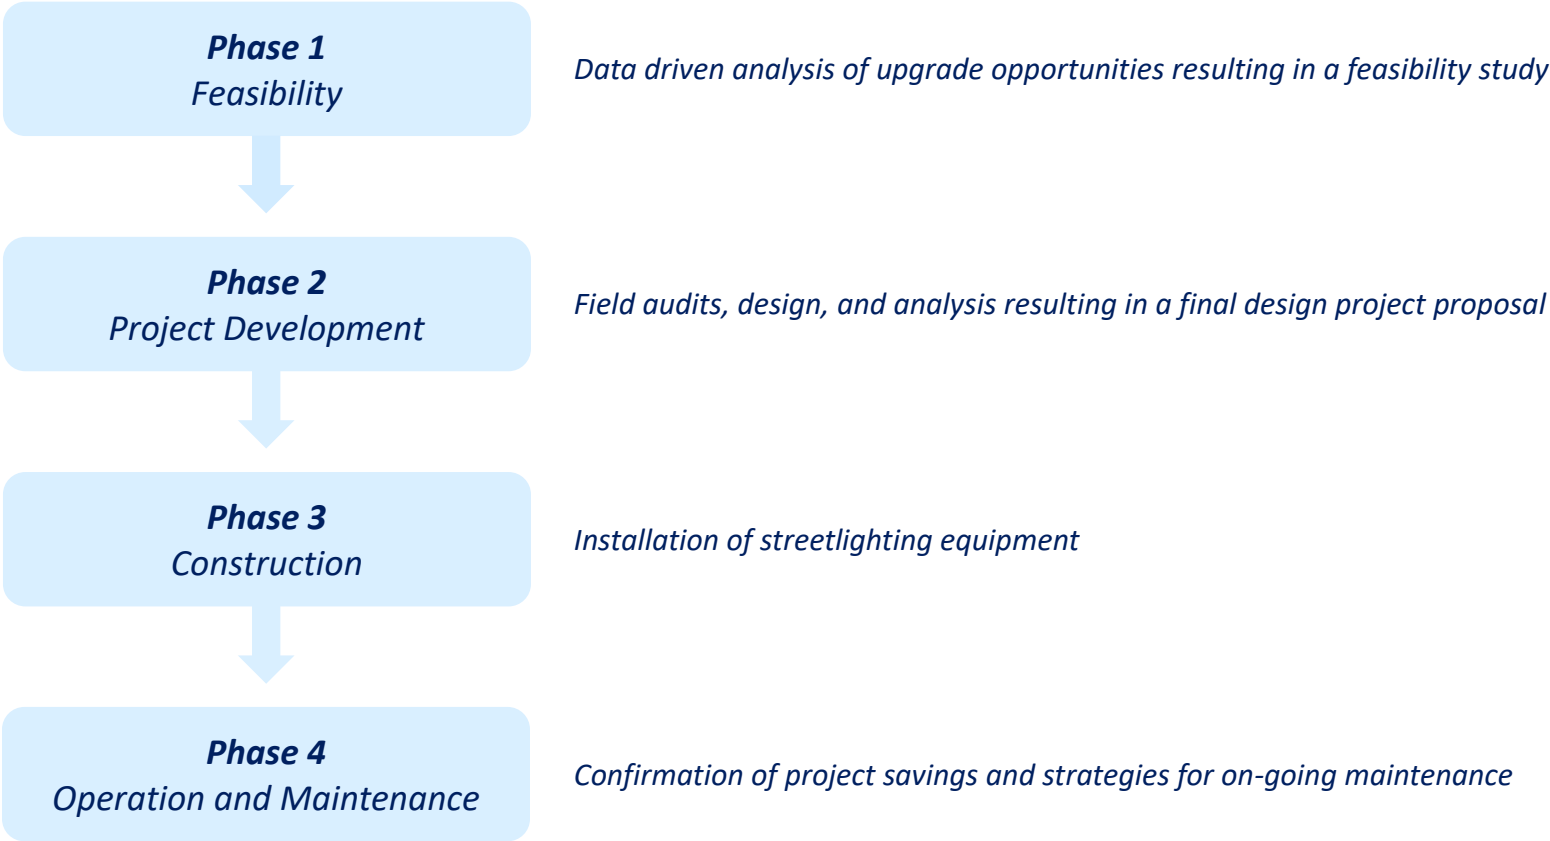 Phase 1
Feasibility
Data driven analysis of upgrade opportunities resulting in a feasibility study
Phase 2
Project Development
Field audits, design, and analysis resulting in a final design project proposal
Phase 3
Construction
Installation of streetlighting equipment
Phase 4
Operation and Maintenance
Confirmation of project savings and strategies for on-going maintenance